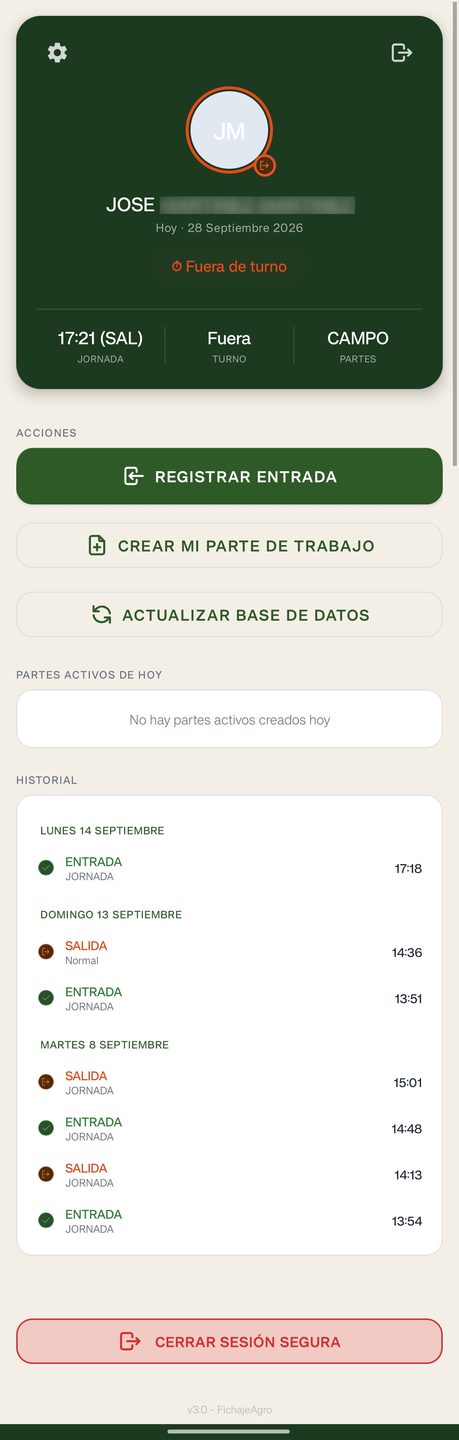 JM
JOSE
Hoy · 28 Septiembre 2026
Fuera de turno
17:21 (SAL)
JORNADA
Fuera
TURNO
CAMPO
PARTES
ACCIONES
REGISTRAR ENTRADA
CREAR MI PARTE DE TRABAJO
ACTUALIZAR BASE DE DATOS
PARTES ACTIVOS DE HOY
No hay partes activos creados hoy
HISTORIAL
LUNES 14 SEPTIEMBRE
ENTRADA 17:18
JORNADA
DOMINGO 13 SEPTIEMBRE
SALIDA 14:36
Normal
ENTRADA 13:51
JORNADA
MARTES 8 SEPTIEMBRE
SALIDA 15:01
JORNADA
ENTRADA 14:48
JORNADA
SALIDA 14:13
JORNADA
ENTRADA 13:54
JORNADA
CERRAR SESIÓN SEGURA
v3.0 - FichajeAgro